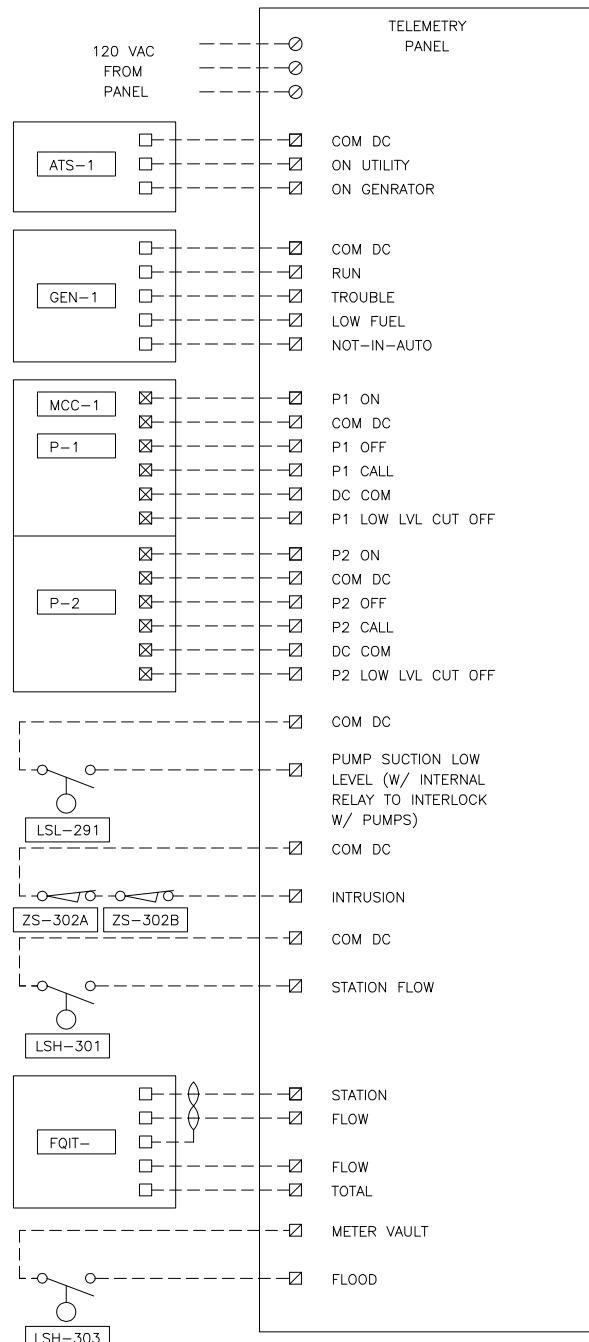 TELEMETRY
PANEL
120 VAC
FROM
PANEL
ATS-1
COM DC
ON UTILITY
ON GENRATOR
GEN-1
COM DC
RUN
TROUBLE
LOW FUEL
NOT-IN-AUTO
MCC-1
P-1
P1 ON
COM DC
P1 OFF
P1 CALL
DC COM
P1 LOW LVL CUT OFF
P-2
P2 ON
COM DC
P2 OFF
P2 CALL
DC COM
P2 LOW LVL CUT OFF
COM DC
PUMP SUCTION LOW
LEVEL (W/ INTERNAL
RELAY TO INTERLOCK
W/ PUMPS)
LSL-291
COM DC
INTRUSION
ZS-302A ZS-302B
COM DC
STATION FLOW
LSH-301
FQIT-
STATION
FLOW
FLOW
TOTAL
METER VAULT
FLOOD
LSH-303